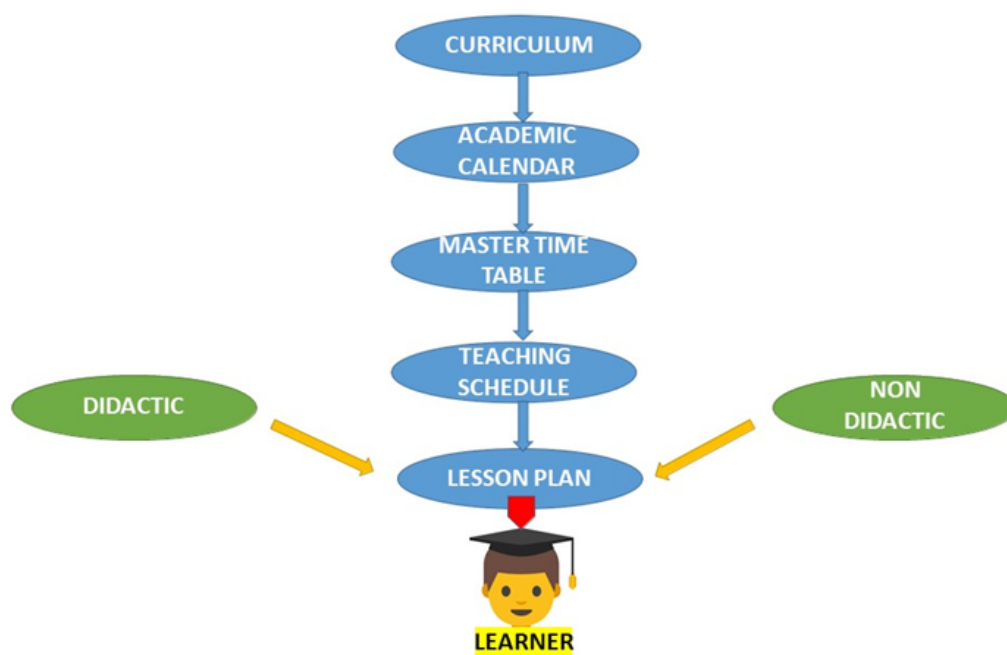 CURRICULUM
ACADEMIC
CALENDAR
MASTER TIME
TABLE
TEACHING
SCHEDULE
DIDACTIC
NON
DIDACTIC
LESSON PLAN
LEARNER